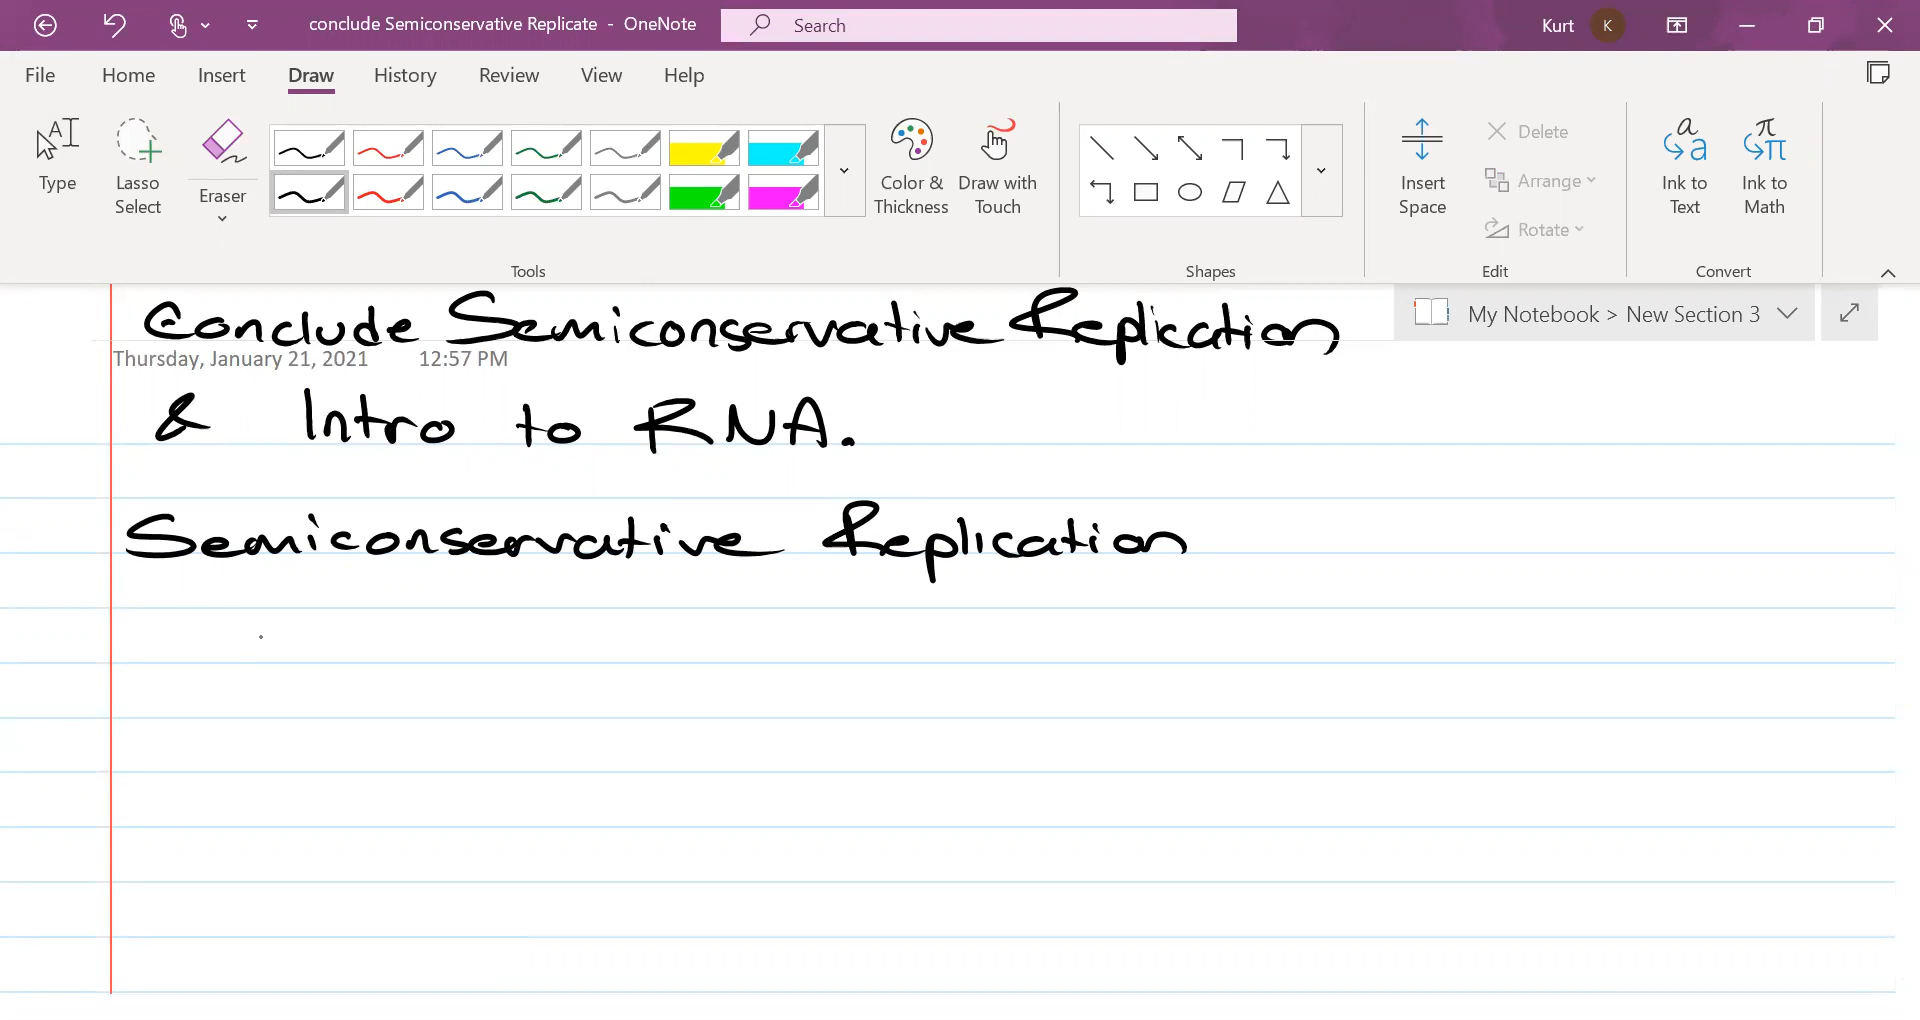 conclude Semiconservative Replicate - OneNote
Search
Kurt K
File Home Insert Draw History Review View Help
Type
Lasso Select
Eraser
Color & Thickness
Draw with Touch
Insert Space
Delete
Arrange
Rotate
Ink to Text
Ink to Math
Tools Shapes Edit Convert
My Notebook > New Section 3
Conclude Semiconservative Replication
Thursday, January 21, 2021 12:57 PM
& Intro to RNA.
Semiconservative Replication